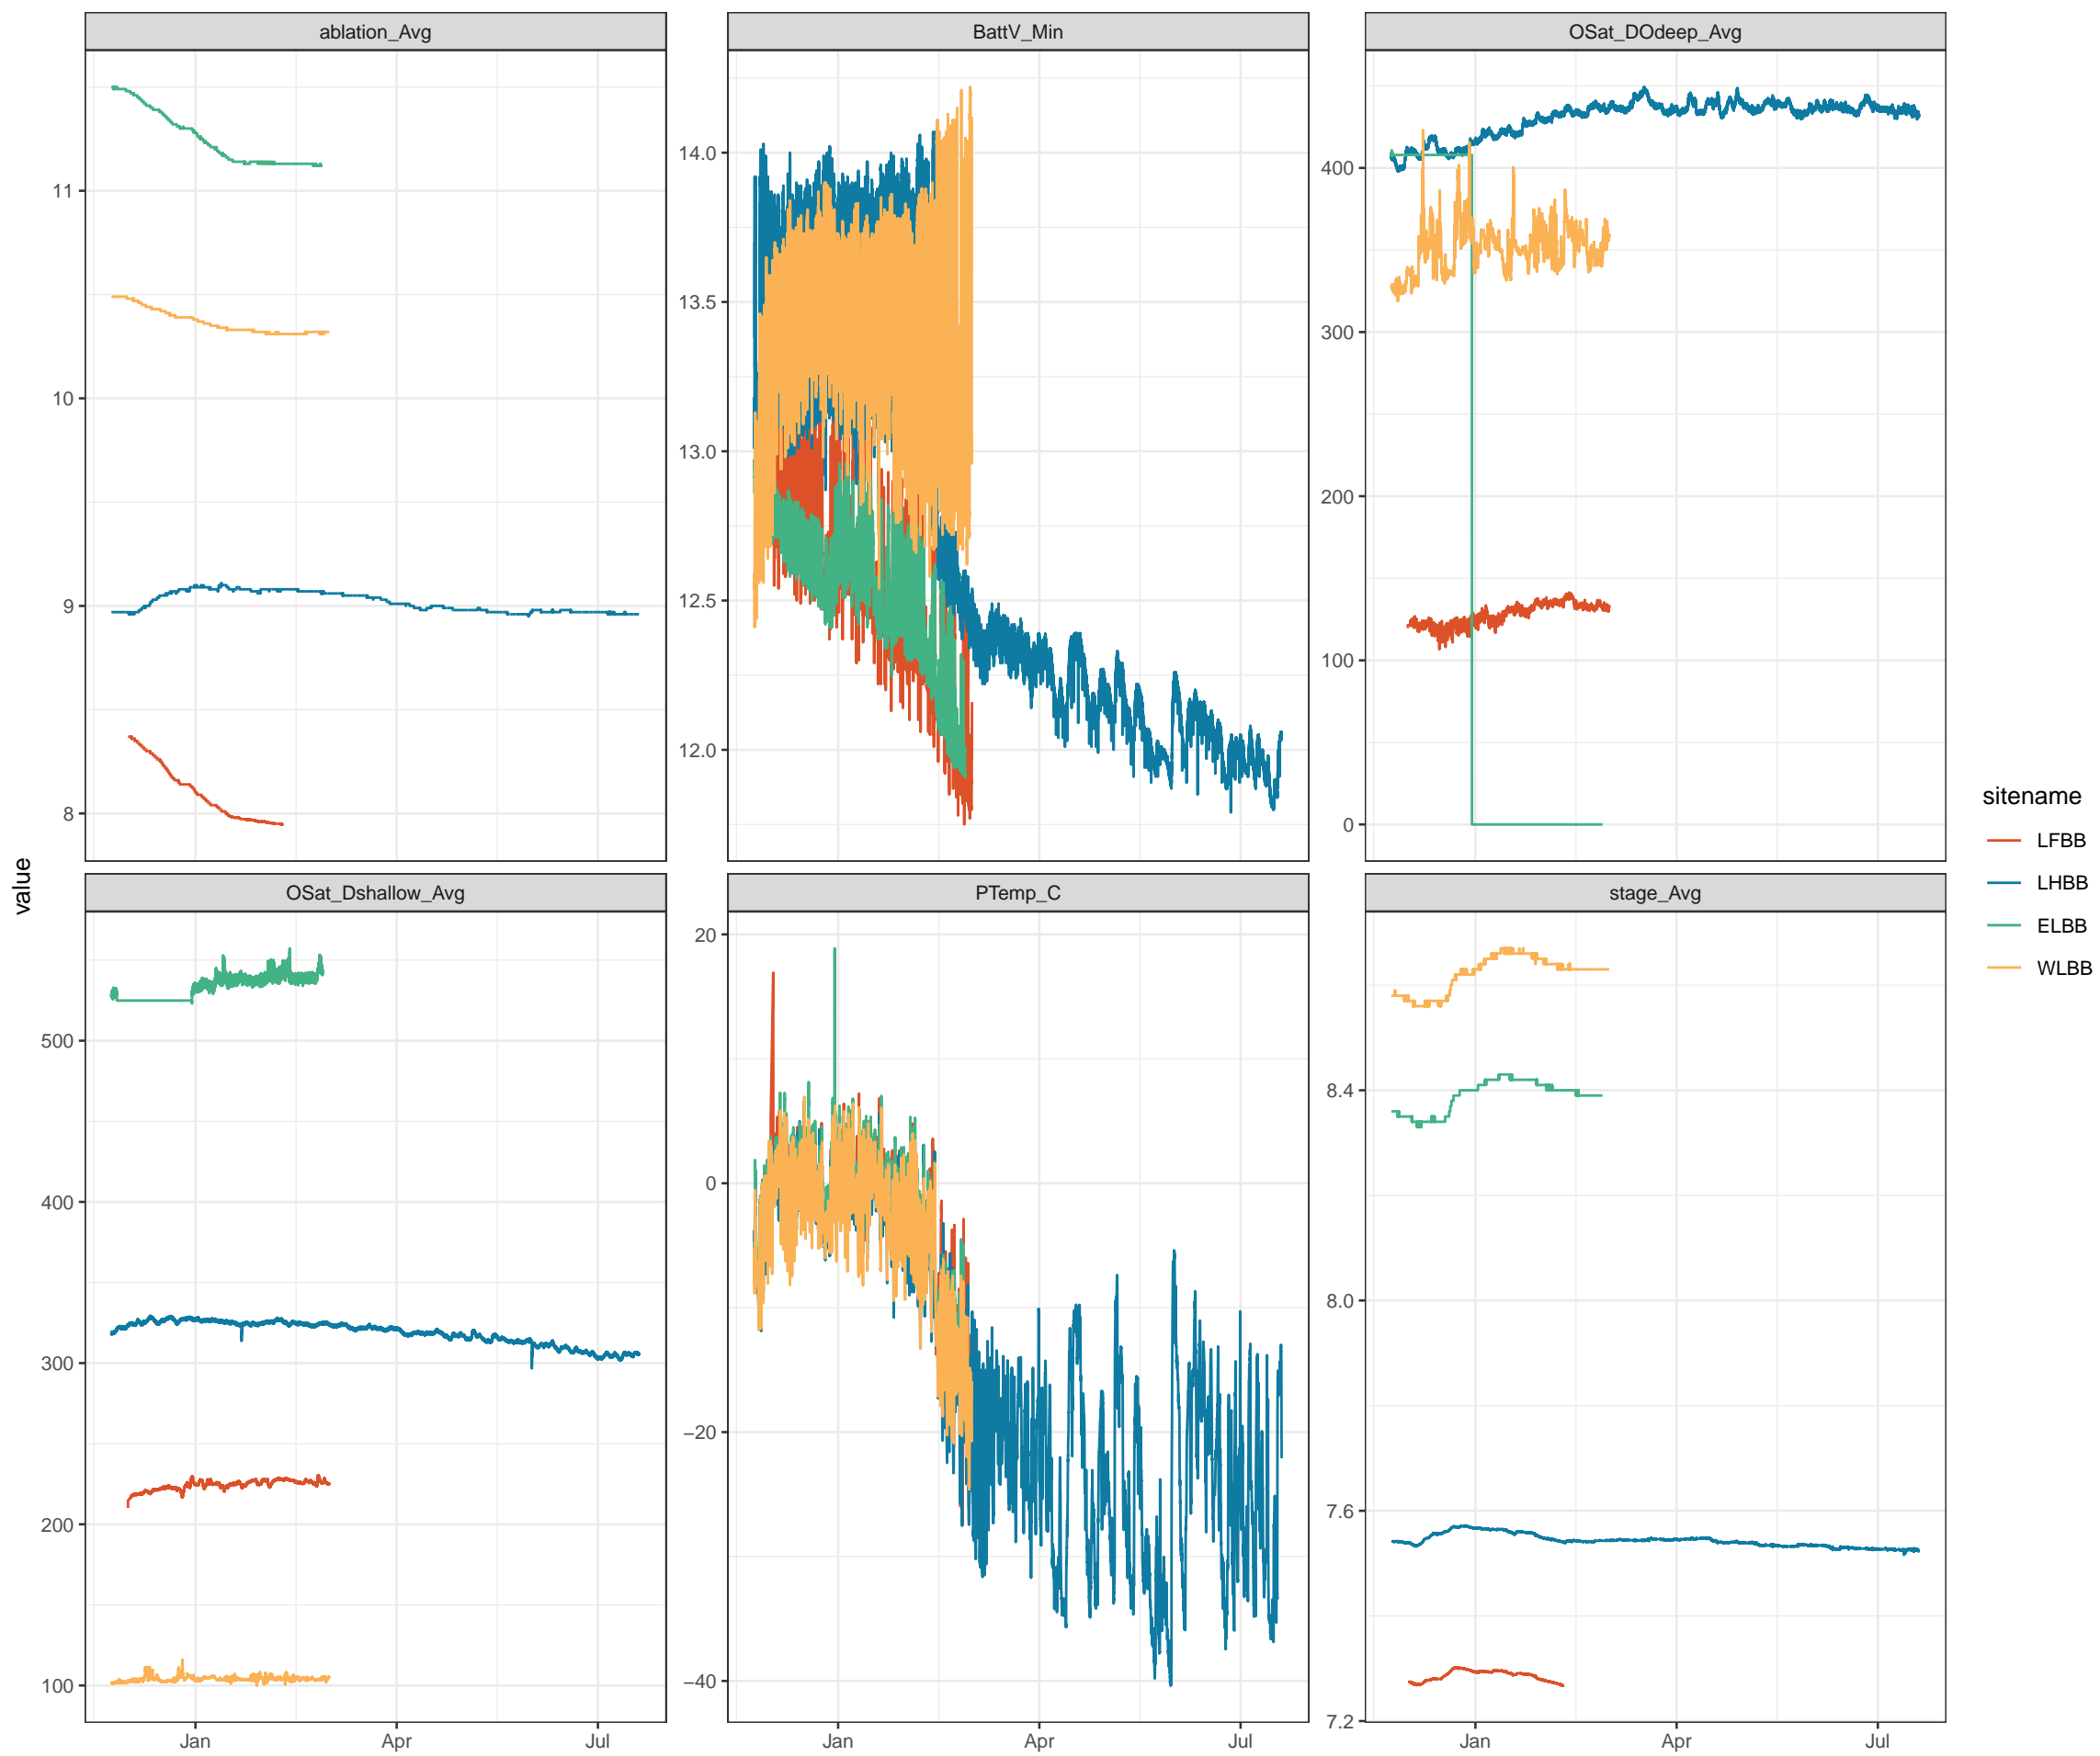 ablation_Avg
BattV_Min
OSat_DOdeep_Avg
11
10
9
8
14.0
13.5
13.0
12.5
12.0
400
300
200
100
0
value
OSat_Dshallow_Avg
PTemp_C
stage_Avg
500
400
300
200
100
20
0
−20
−40
8.4
8.0
7.6
7.2
Jan Apr Jul
Jan Apr Jul
Jan Apr Jul
sitename
LFBB
LHBB
ELBB
WLBB